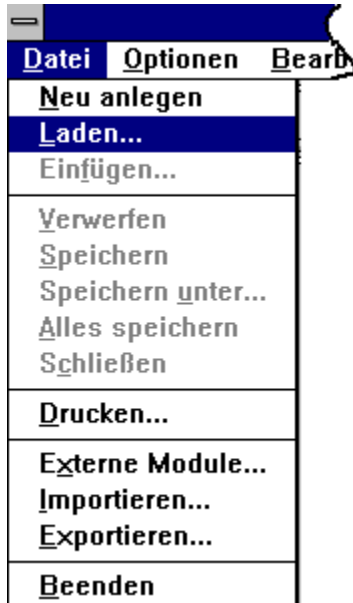 Datei Optionen Bearb
Neu anlegen
Laden...
Einfügen...
Verwerfen
Speichern
Speichern unter...
Alles speichern
Schließen
Drucken...
Externe Module...
Importieren...
Exportieren...
Beenden